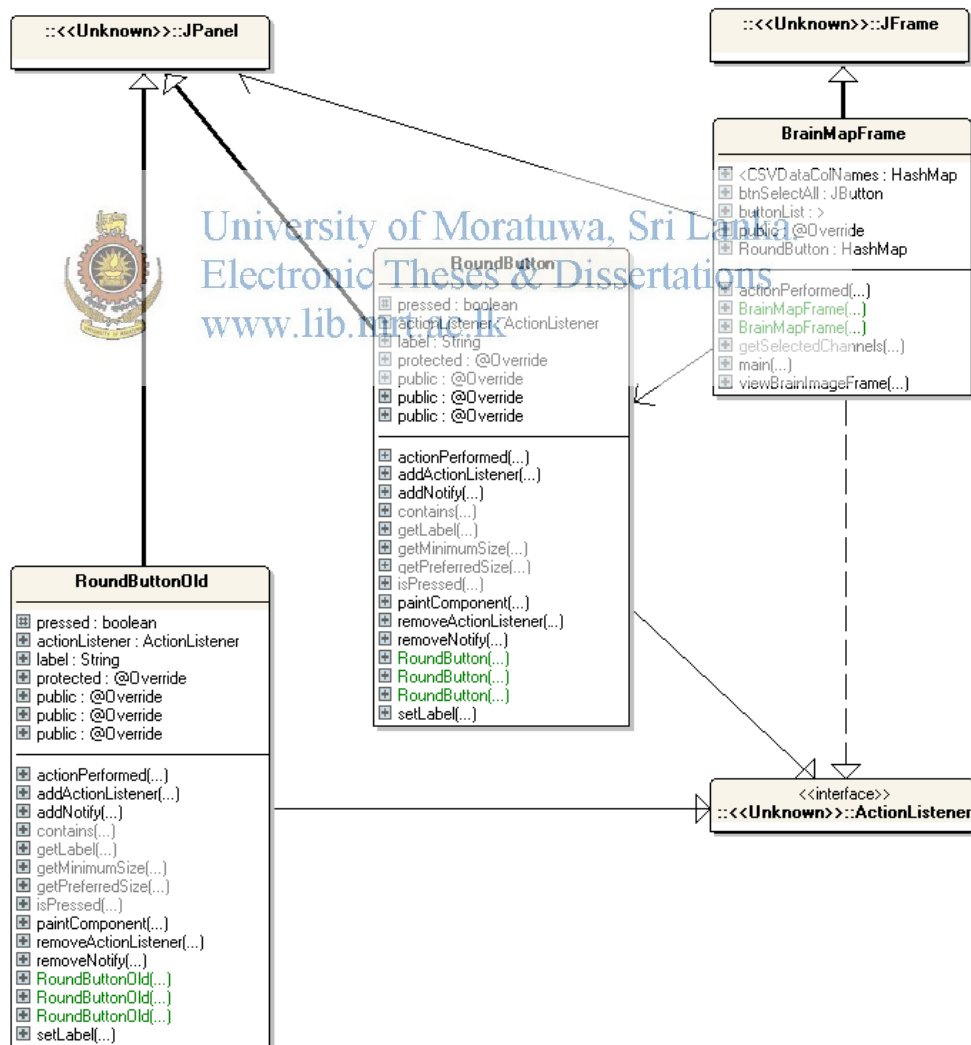 ::<<Unknown>>::JPanel
::<<Unknown>>::JFrame
BrainMapFrame
<CSVDataColNames : HashMap
btnSelectAll : JButton
buttonList : >
public : @Override
RoundButton : HashMap
actionPerformed(...)
BrainMapFrame(...)
BrainMapFrame(...)
getSelectedChannels(...)
main(...)
viewBrainImageFrame(...)
University of Moratuwa, Sri Lanka.
Electronic Theses & Dissertations
www.lib.mrt.ac.lk
RoundButton
pressed : boolean
actionListener : ActionListener
label : String
protected : @Override
public : @Override
public : @Override
public : @Override
actionPerformed(...)
addActionListener(...)
addNotify(...)
contains(...)
getLabel(...)
getMinimumSize(...)
getPreferredSize(...)
isPressed(...)
paintComponent(...)
removeActionListener(...)
removeNotify(...)
RoundButton(...)
RoundButton(...)
RoundButton(...)
setLabel(...)
RoundButtonOld
pressed : boolean
actionListener : ActionListener
label : String
protected : @Override
public : @Override
public : @Override
public : @Override
actionPerformed(...)
addActionListener(...)
addNotify(...)
contains(...)
getLabel(...)
getMinimumSize(...)
getPreferredSize(...)
isPressed(...)
paintComponent(...)
removeActionListener(...)
removeNotify(...)
RoundButtonOld(...)
RoundButtonOld(...)
RoundButtonOld(...)
setLabel(...)
<<interface>>
::<<Unknown>>::ActionListener